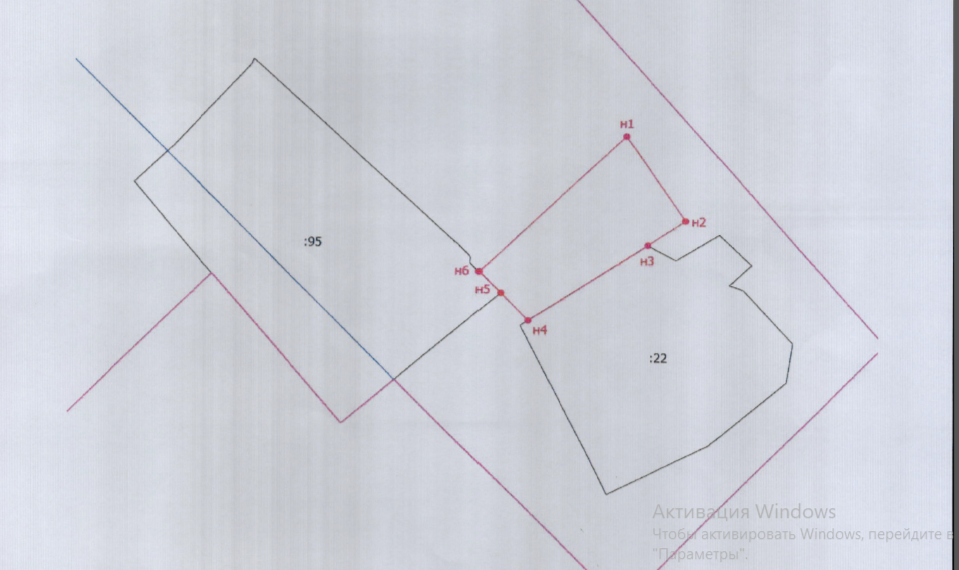 н1
н2
:95
н3
н6
н5
н4
:22
Активация Windows
Чтобы активировать Windows, перейдите в
"Параметры".